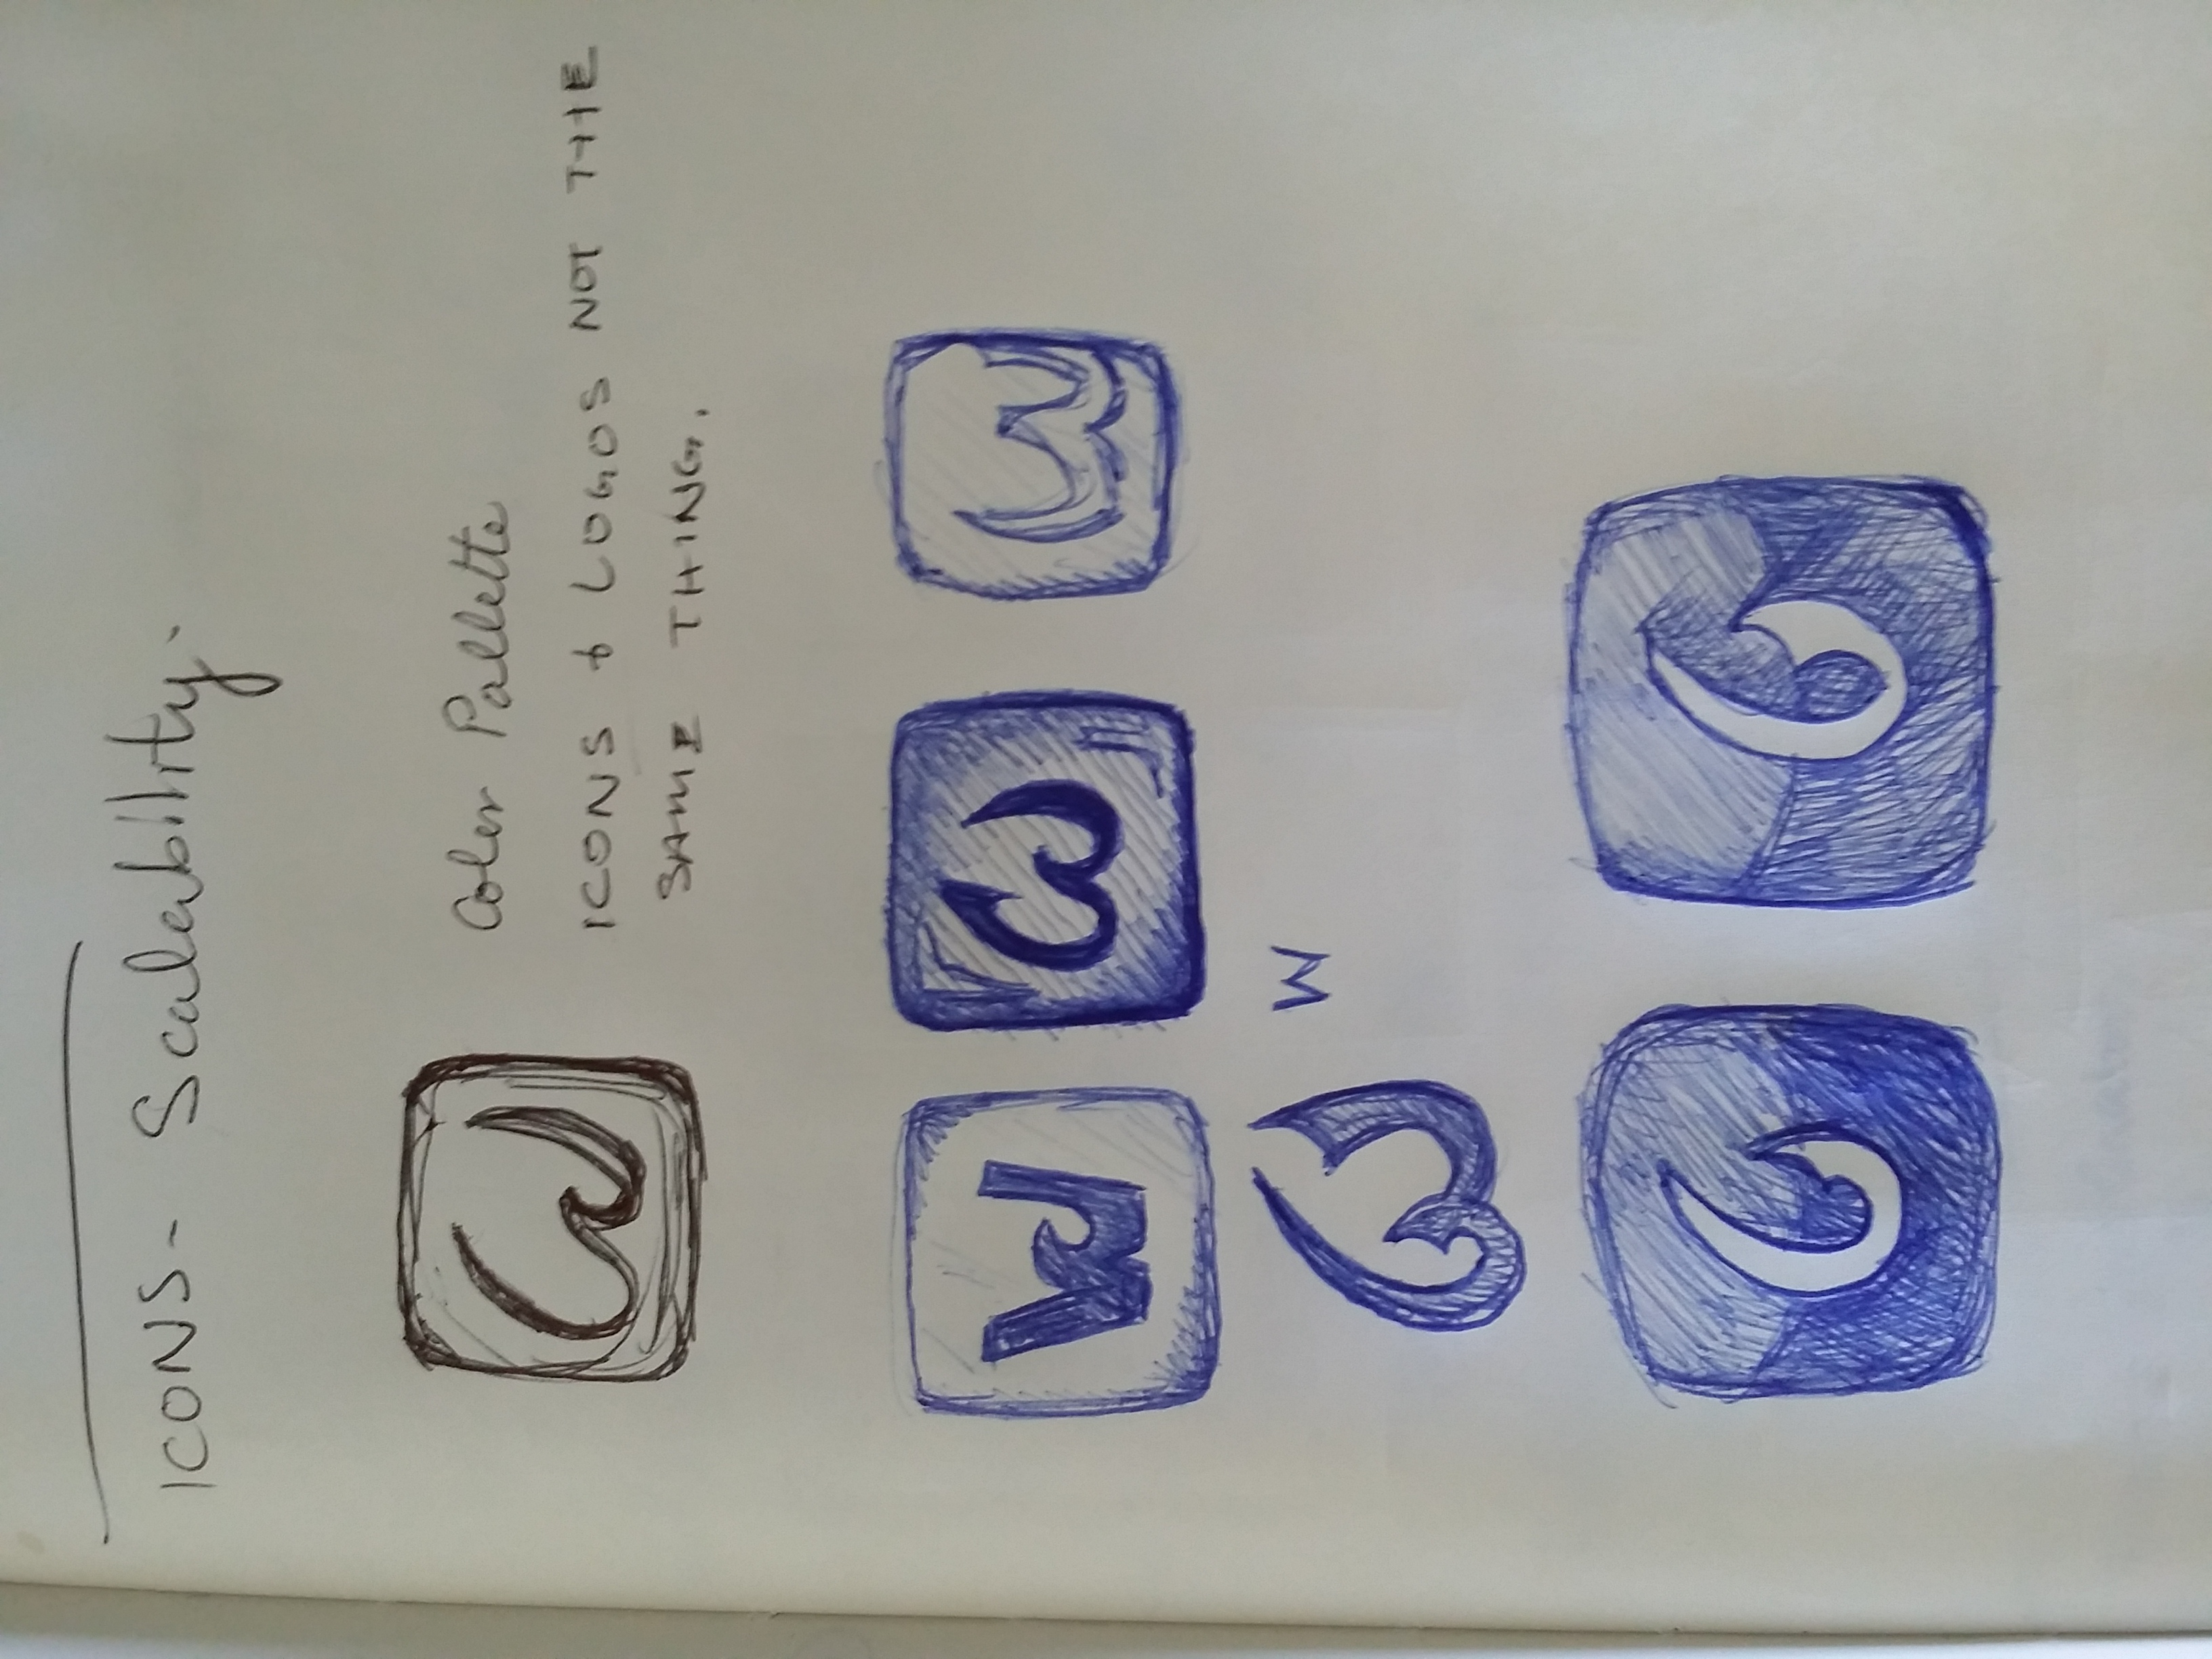 ICONS - Scalability.
Color Pallette
ICONS & LOGOS NOT THE
SAME THING.
W
W